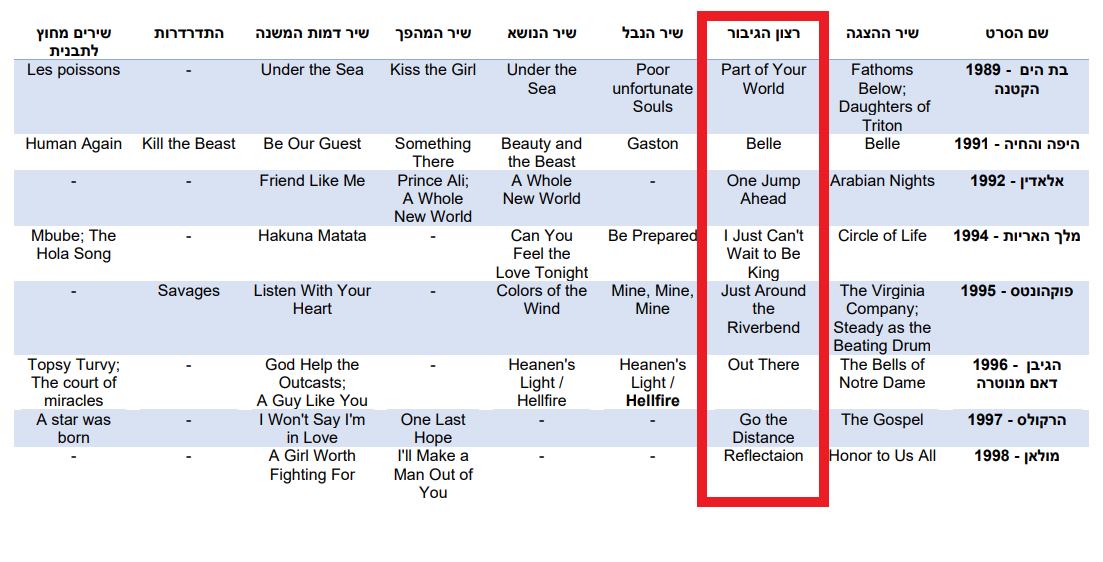 שם הסרט
שיר ההצגה
רצון הגיבור
שיר הנבל
שיר הנושא
שיר המהפך
שיר דמות המשנה
התדרדרות
שירים מחוץ
לתבנית
1989 - בת הים
הקטנה
Fathoms
Below;
Daughters of
Triton
Part of Your
World
Poor
unfortunate
Souls
Under the
Sea
Kiss the Girl
Under the Sea
-
Les poissons
1991 - היפה והחיה
Belle
Belle
Gaston
Beauty and
the Beast
Something
There
Be Our Guest
Kill the Beast
Human Again
1992 - אלאדין
Arabian Nights
One Jump
Ahead
-
A Whole
New World
Prince Ali;
A Whole
New World
Friend Like Me
-
-
1994 - מלך האריות
Circle of Life
I Just Can't
Wait to Be
King
Be Prepared
Can You
Feel the
Love Tonight
-
Hakuna Matata
-
Mbube; The
Hola Song
1995 - פוקהונטס
The Virginia
Company;
Steady as the
Beating Drum
Just Around
the
Riverbend
Mine, Mine,
Mine
Colors of the
Wind
-
Listen With Your
Heart
Savages
-
1996 - הגיבן
דאם מנוטרה
The Bells of
Notre Dame
Out There
Heanen's
Light /
Hellfire
Heanen's
Light /
Hellfire
-
God Help the
Outcasts;
A Guy Like You
-
Topsy Turvy;
The court of
miracles
1997 - הרקולס
The Gospel
Go the
Distance
-
-
One Last
Hope
I Won't Say I'm
in Love
-
A star was
born
1998 - מולאן
Honor to Us All
Reflectaion
-
-
I'll Make a
Man Out of
You
A Girl Worth
Fighting For
-
-